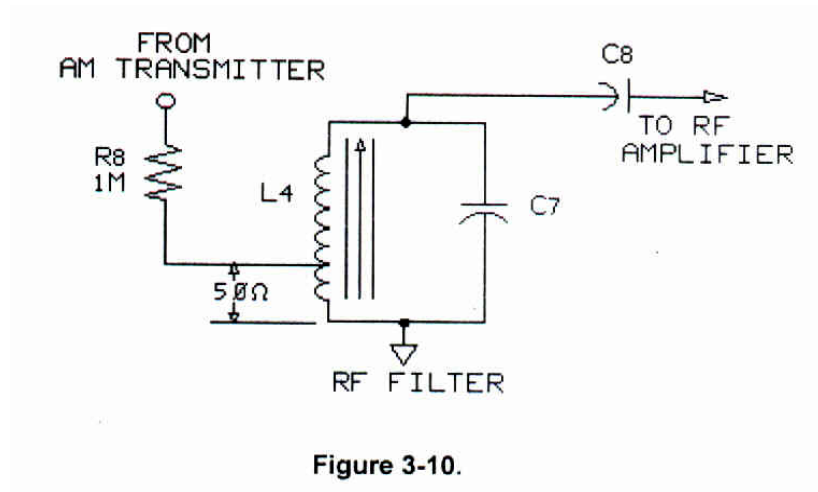 FROM
AM TRANSMITTER
C8
TO RF
AMPLIFIER
R8
1M
L4
C7
50Ω
RF FILTER
Figure 3-10.